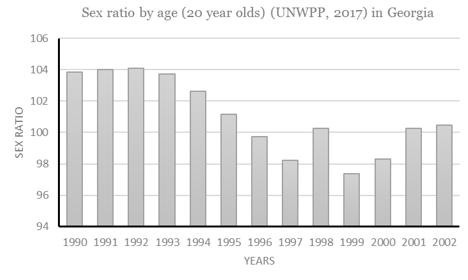 Sex ratio by age (20 year olds) (UNWPP, 2017) in Georgia
106
104
102
100
98
96
94
SEX RATIO
1990 1991 1992 1993 1994 1995 1996 1997 1998 1999 2000 2001 2002
YEARS